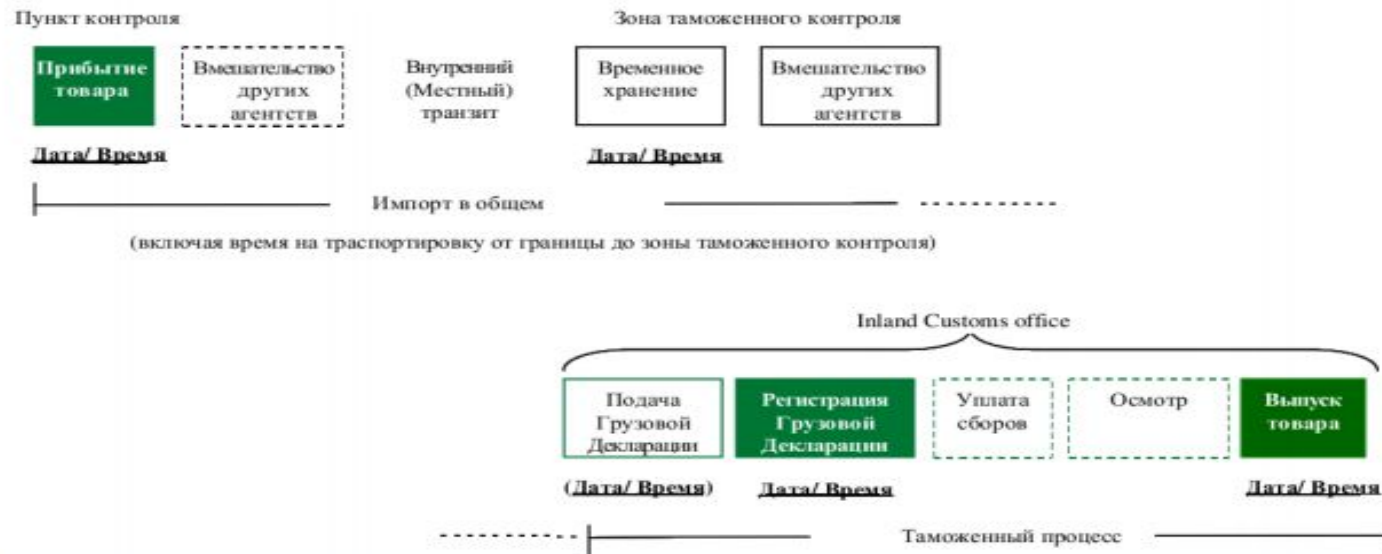 Пункт контроля
Зона таможенного контроля
Прибытие
товара
Вмешательство
других
агентств
Внутренний
(Местный)
транзит
Временное
хранение
Вмешательство
других
агентств
Дата/ Время
Дата/ Время
Импорт в общем
(включая время на траспортировку от границы до зоны таможенного контроля)
Inland Customs office
Подача
Грузовой
Декларации
Регистрация
Грузовой
Декларации
Уплата
сборов
Осмотр
Выпуск
товара
(Дата/ Время)
Дата/ Время
Дата/ Время
Таможенный процесс